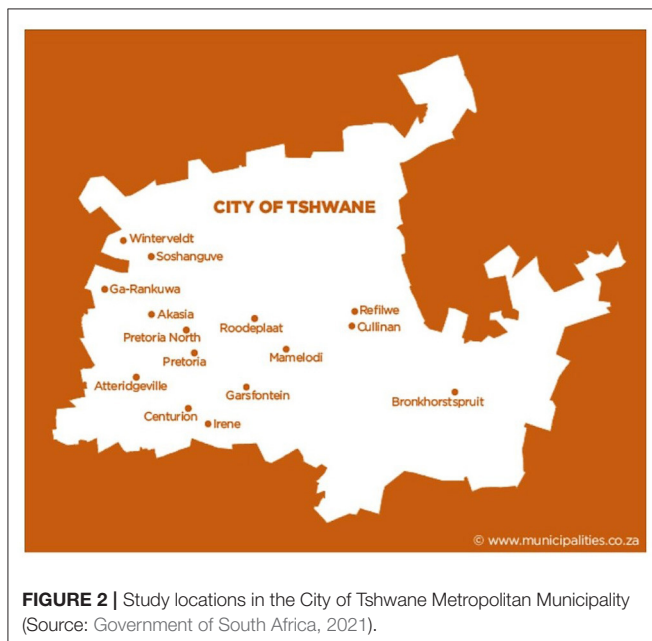 CITY OF TSHWANE
Winterveldt
Soshanguve
Ga-Rankuwa
Akasia
Refilwe
Roodeplaat
Cullinan
Pretoria North
Pretoria
Mamelodi
Atteridgeville
Garsfontein
Bronkhorstspruit
Centurion
Irene
© www.municipalities.co.za
FIGURE 2 | Study locations in the City of Tshwane Metropolitan Municipality
(Source: Government of South Africa, 2021).